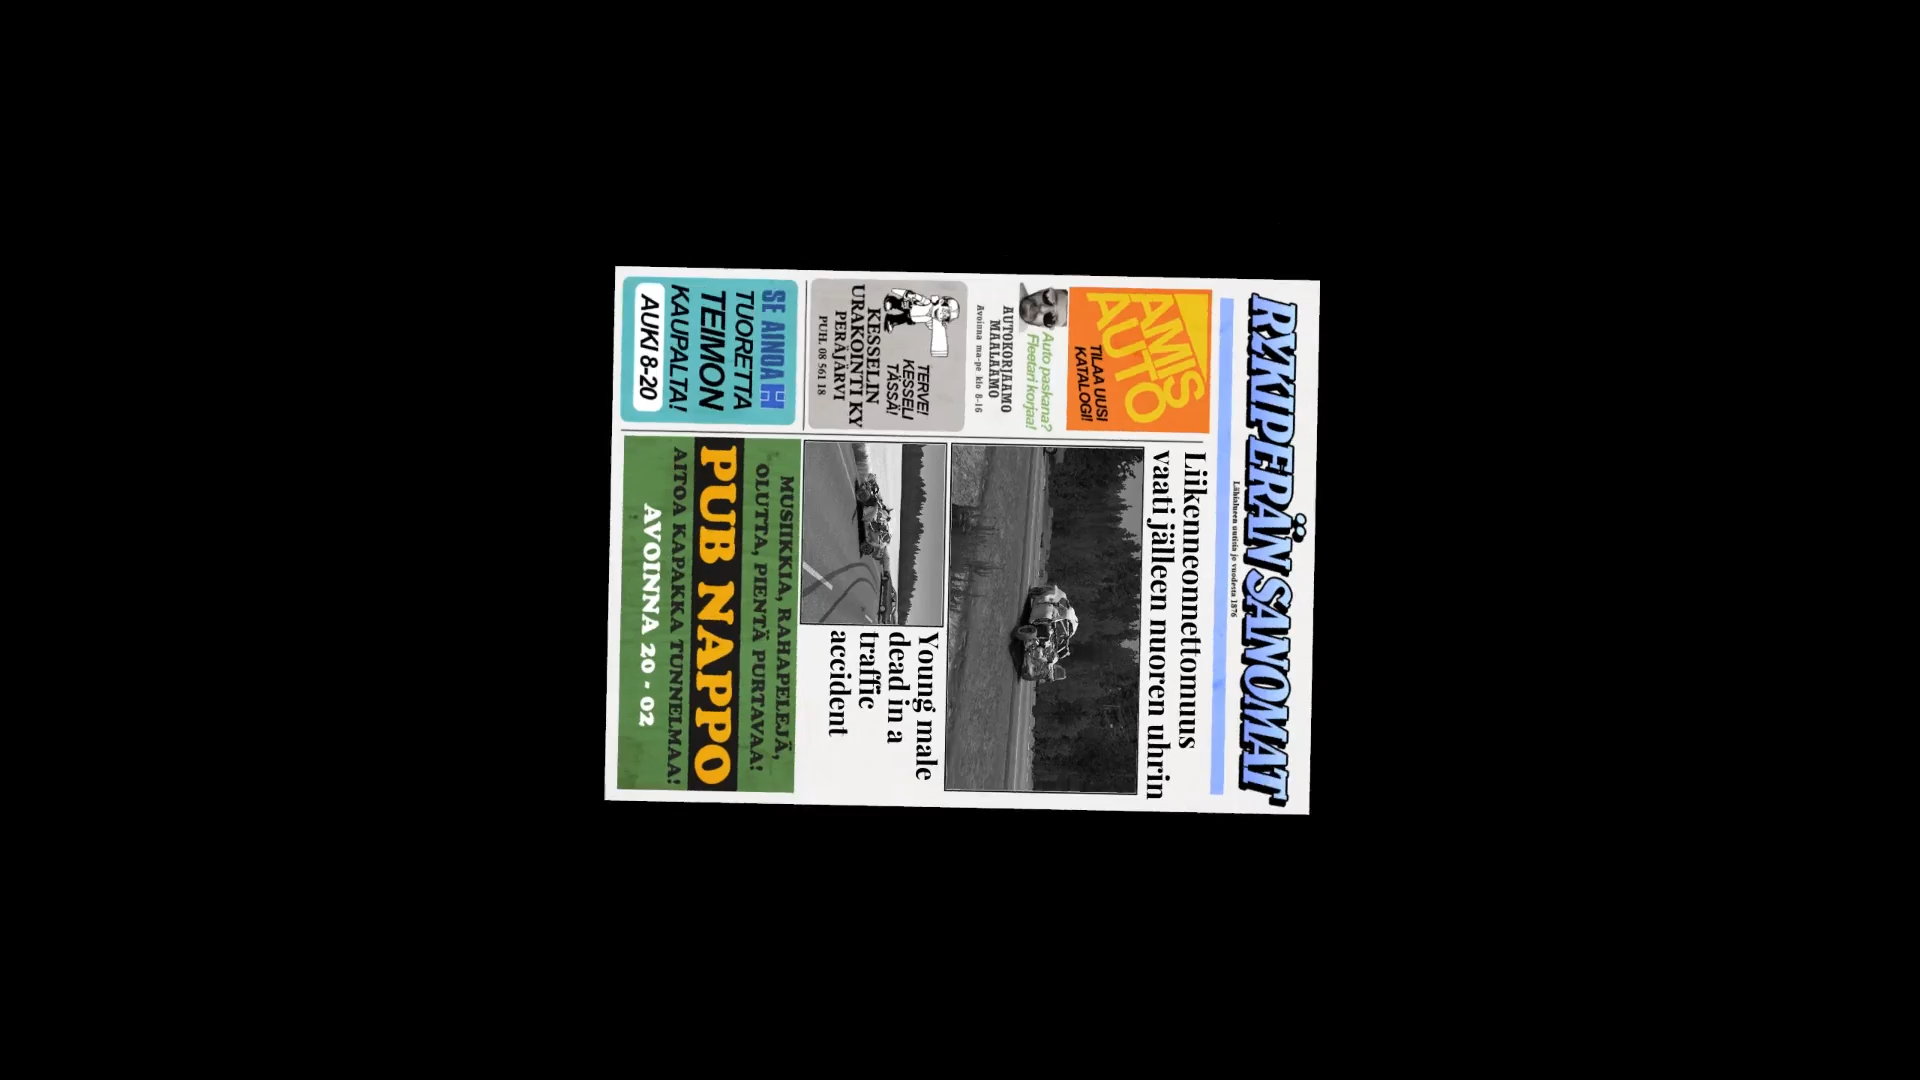 RYKIPERÄN SANOMAT
Lähialueen uutisia jo vuodesta 1876
AMIS
AUTO
TILAA UUSI
KATALOGI!
Auto paskana?
Fleetari korjaa!
AUTOKORJAAMO
MAALAAMO
Avoinna ma-pe klo 8-16
TERVE!
KESSELI
TÄSSÄ!
KESSELIN
URAKOINTI KY
PERÄJÄRVI
PUH. 08 561 18
SE AINOA H
TUORETTA
TEIMON
KAUPALTA!
AUKI 8-20
Liikenneonnettomuus
vaati jälleen nuoren uhrin
Young male
dead in a
traffic
accident
MUSIIKKIA, RAHAPELEJÄ,
OLUTTA, PIENTÄ PURTAVAA!
PUB NAPPO
AITOA KAPAKKA TUNNELMAA!
AVOINNA 20 - 02